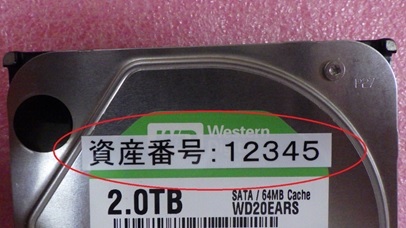 WD Western
資産番号:12345
2.0TB
SATA / 64MB Cache
WD20EARS